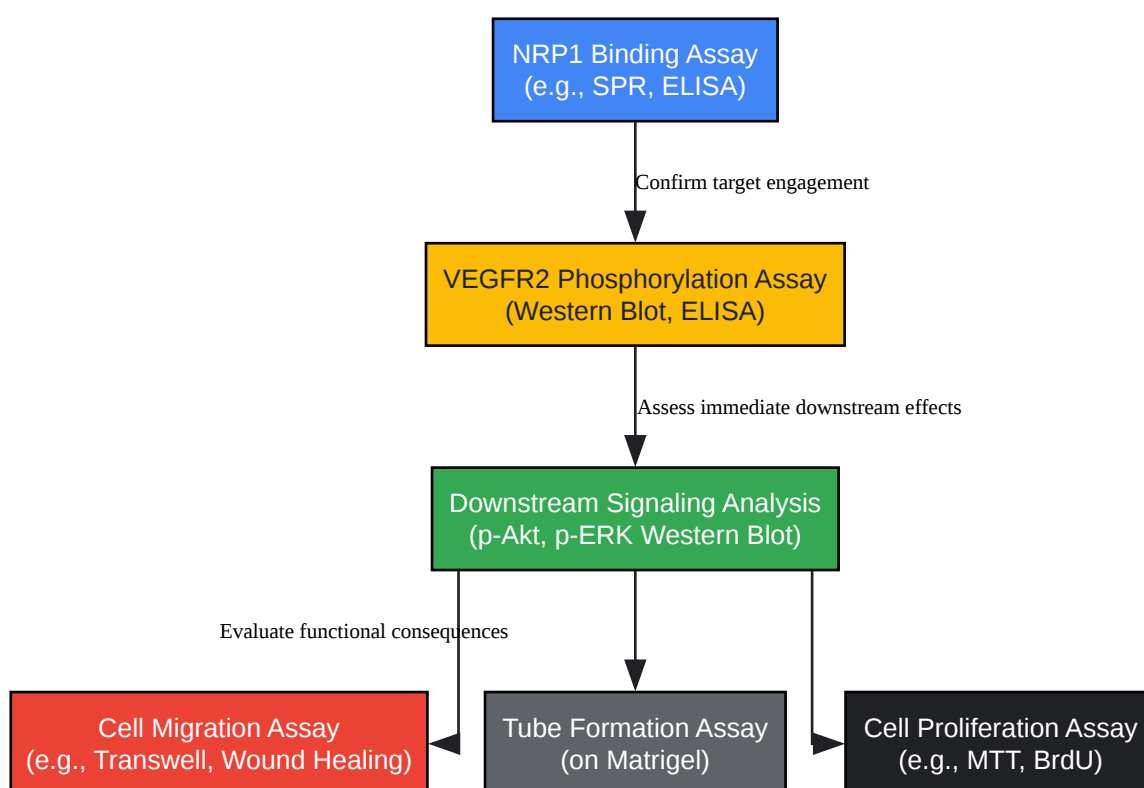 NRP1 Binding Assay
(e.g., SPR, ELISA)
Confirm target engagement
VEGFR2 Phosphorylation Assay
(Western Blot, ELISA)
Assess immediate downstream effects
Downstream Signaling Analysis
(p-Akt, p-ERK Western Blot)
Evaluate functional consequences
Cell Migration Assay
(e.g., Transwell, Wound Healing)
Tube Formation Assay
(on Matrigel)
Cell Proliferation Assay
(e.g., MTT, BrdU)